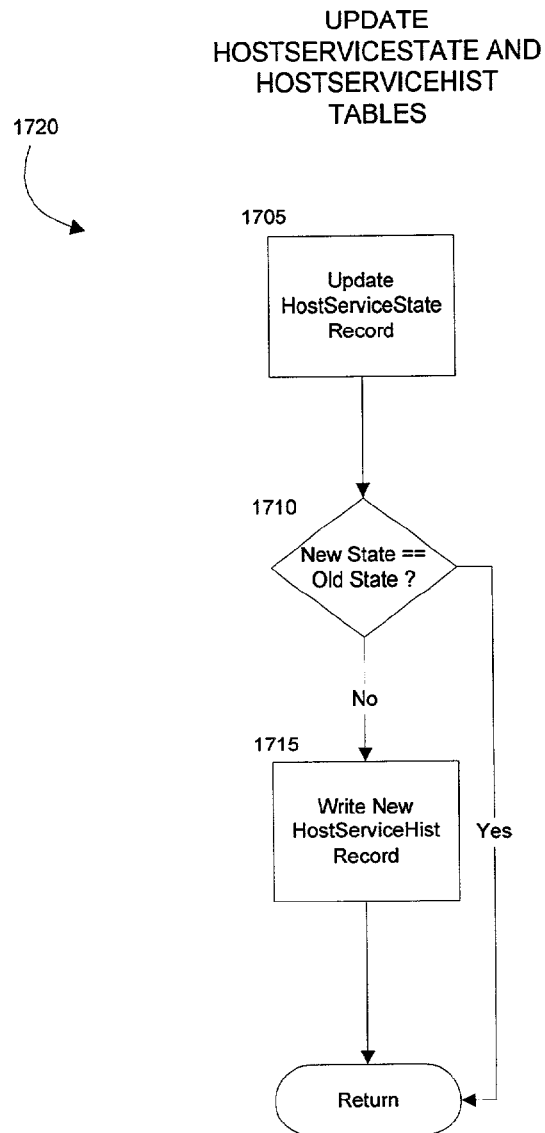 UPDATE
HOSTSERVICESTATE AND
HOSTSERVICEHIST
TABLES
1720
1705
Update
HostServiceState
Record
1710
New State ==
Old State ?
No
1715
Write New
HostServiceHist
Record
Yes
Return